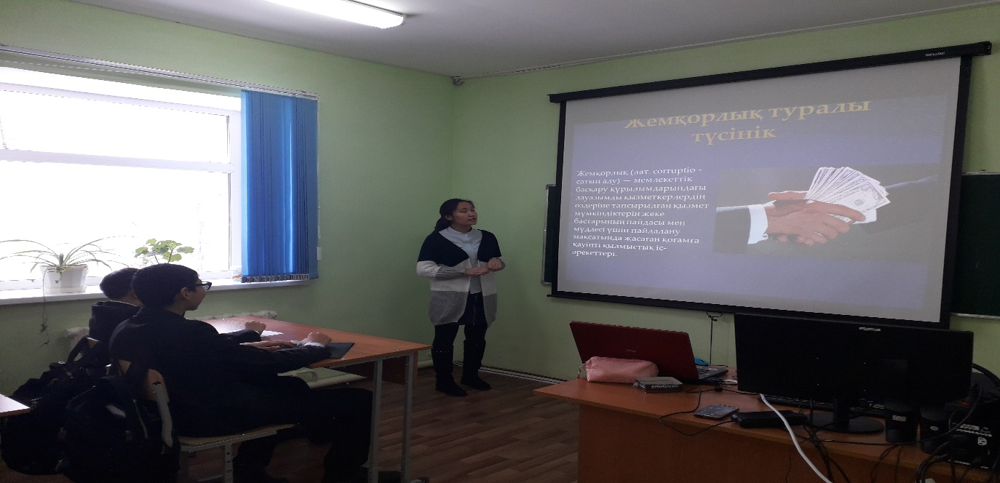 Жемқорлық туралы
түсінік
Жемқорлық (лат. corruptio -
сатып алу) — мемлекеттік
басқару құрылымдарындағы
лауазымды қызметкерлердің
өздеріне тапсырылған қызмет
мүмкіндіктерін жеке
бастарының пайдасы мен
мүддесі үшін пайдалану
мақсатында жасаған қоғамға
қауіпті қылмыстық іс-
әрекеттері.